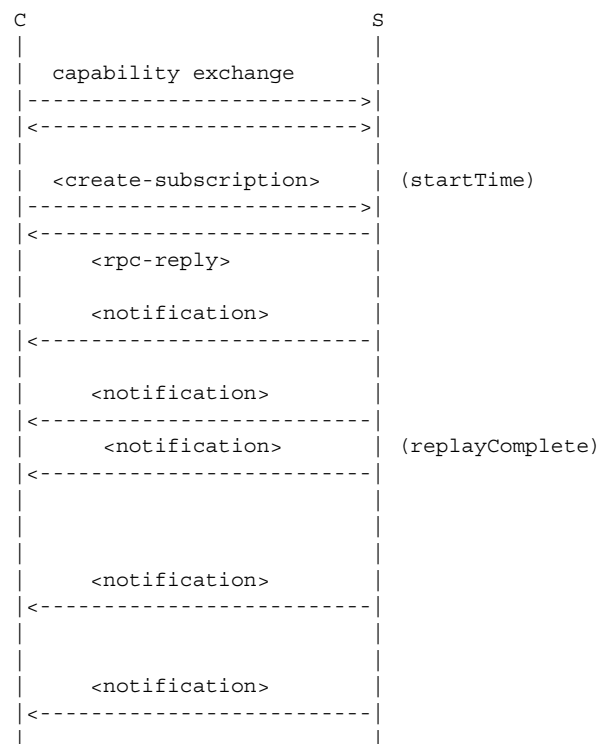 C S
capability exchange
|--------------------------->|
|<-------------------------->|
<create-subscription> (startTime)
|--------------------------->|
|<---------------------------|
<rpc-reply>
<notification>
|<---------------------------|
<notification>
|<---------------------------|
<notification> (replayComplete)
|<---------------------------|
<notification>
|<---------------------------|
<notification>
|<---------------------------|